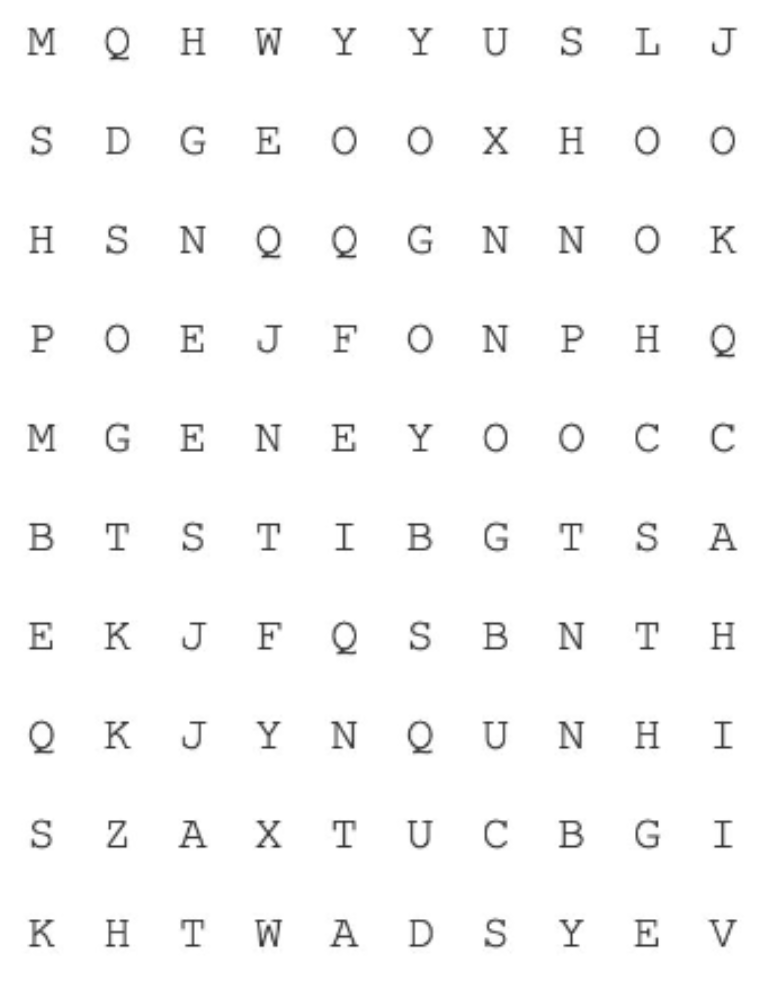 M Q H W Y Y U S L J
S D G E O O X H O O
H S N Q Q G N N O K
P O E J F O N P H Q
M G E N E Y O O C C
B T S T I B G T S A
E K J F Q S B N T H
Q K J Y N Q U N H I
S Z A X T U C B G I
K H T W A D S Y E V